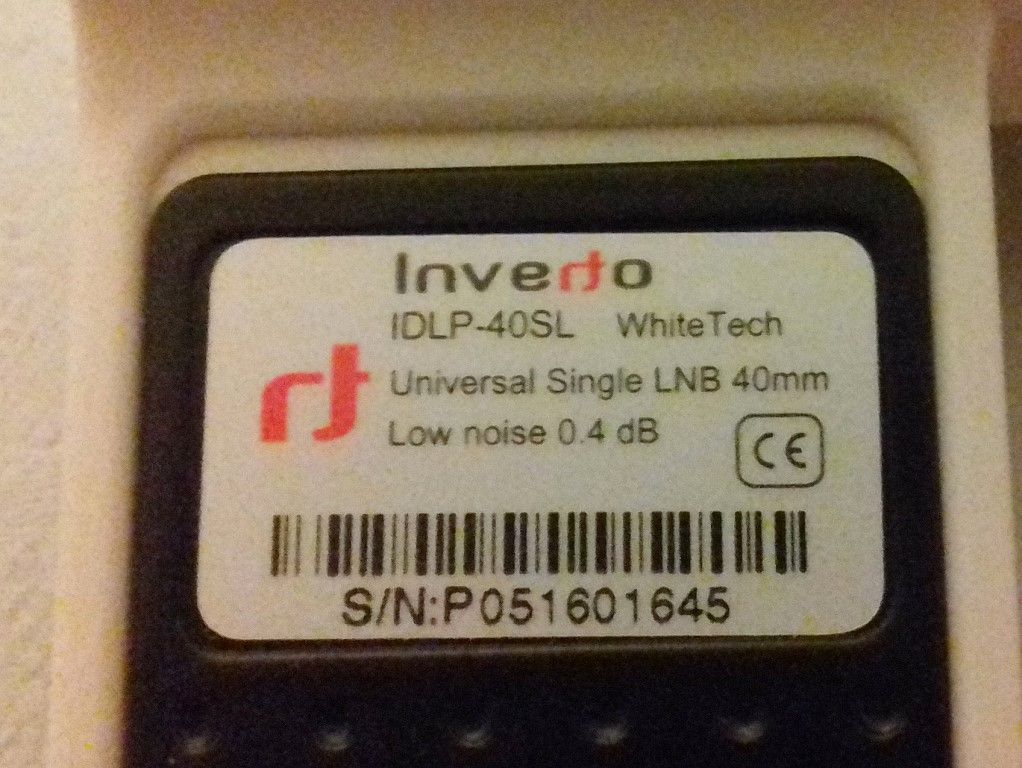 Inverto
IDLP-40SL WhiteTech
Universal Single LNB 40mm
Low noise 0.4 dB
CE
S/N:P051601645